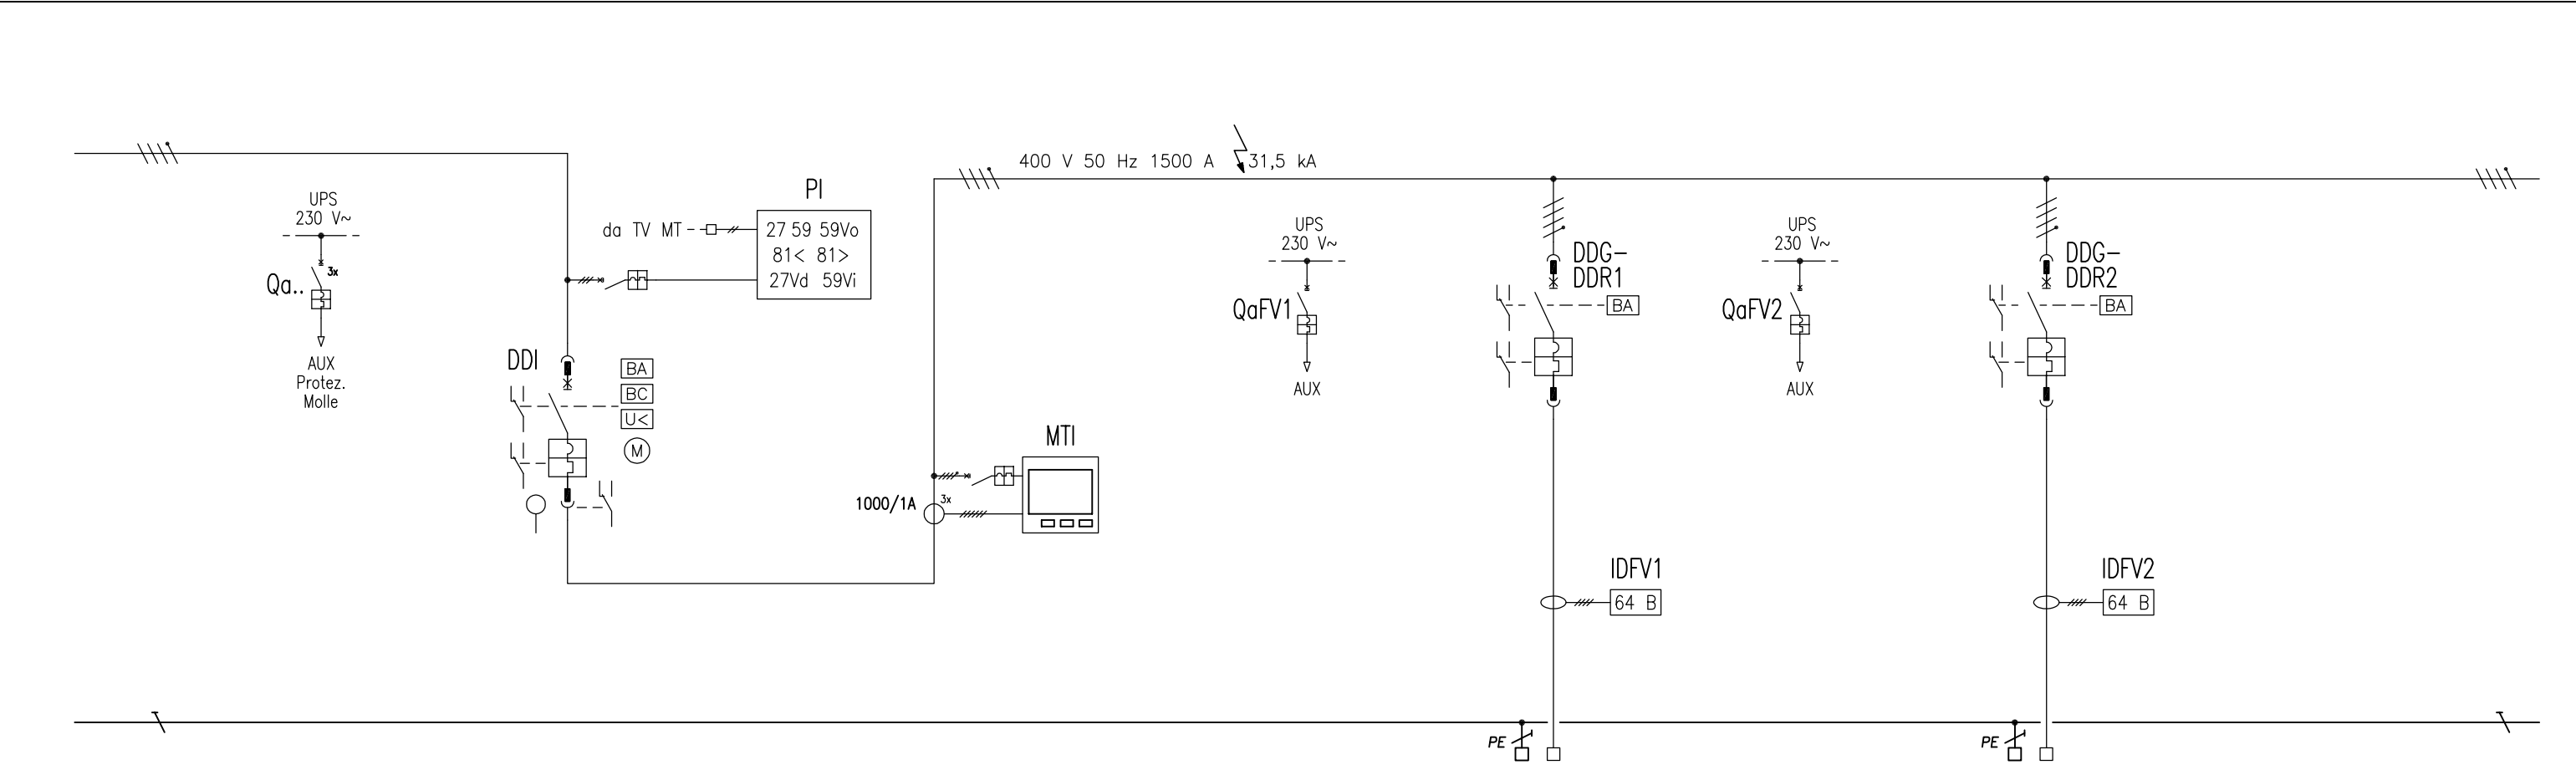 400 V 50 Hz 1500 A 31,5 kA
UPS
230 V~
3x
Qa..
AUX
Protez.
Molle
PI
da TV MT
27 59 59Vo
81< 81>
27Vd 59Vi
DDI
BA
BC
U<
M
MTI
1000/1A
3x
UPS
230 V~
QaFV1
AUX
DDG-
DDR1
BA
IDFV1
64 B
PE
UPS
230 V~
QaFV2
AUX
DDG-
DDR2
BA
IDFV2
64 B
PE